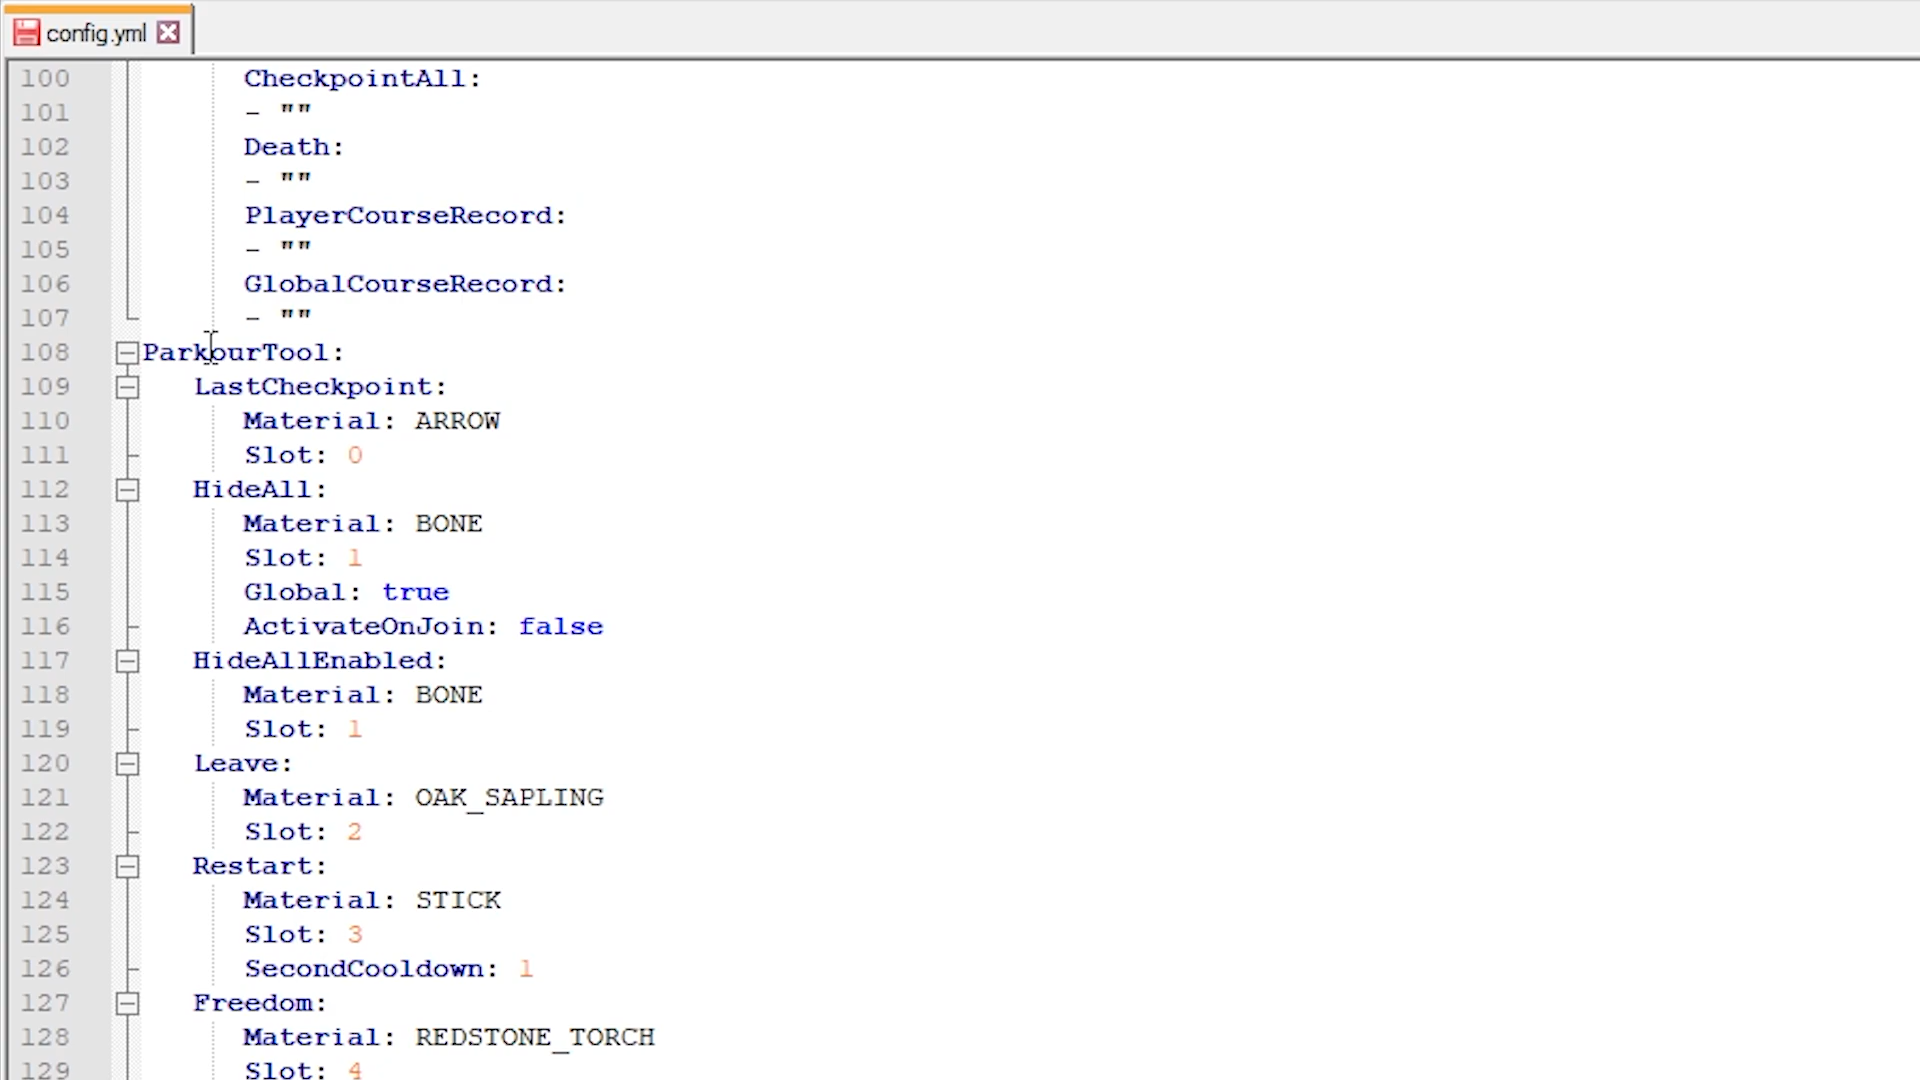 config.yml
100 CheckpointAll:
101 - ""
102 Death:
103 - ""
104 PlayerCourseRecord:
105 - ""
106 GlobalCourseRecord:
107 - ""
108 ParkourTool:
109 LastCheckpoint:
110 Material: ARROW
111 Slot: 0
112 HideAll:
113 Material: BONE
114 Slot: 1
115 Global: true
116 ActivateOnJoin: false
117 HideAllEnabled:
118 Material: BONE
119 Slot: 1
120 Leave:
121 Material: OAK_SAPLING
122 Slot: 2
123 Restart:
124 Material: STICK
125 Slot: 3
126 SecondCooldown: 1
127 Freedom:
128 Material: REDSTONE_TORCH
129 Slot: 4